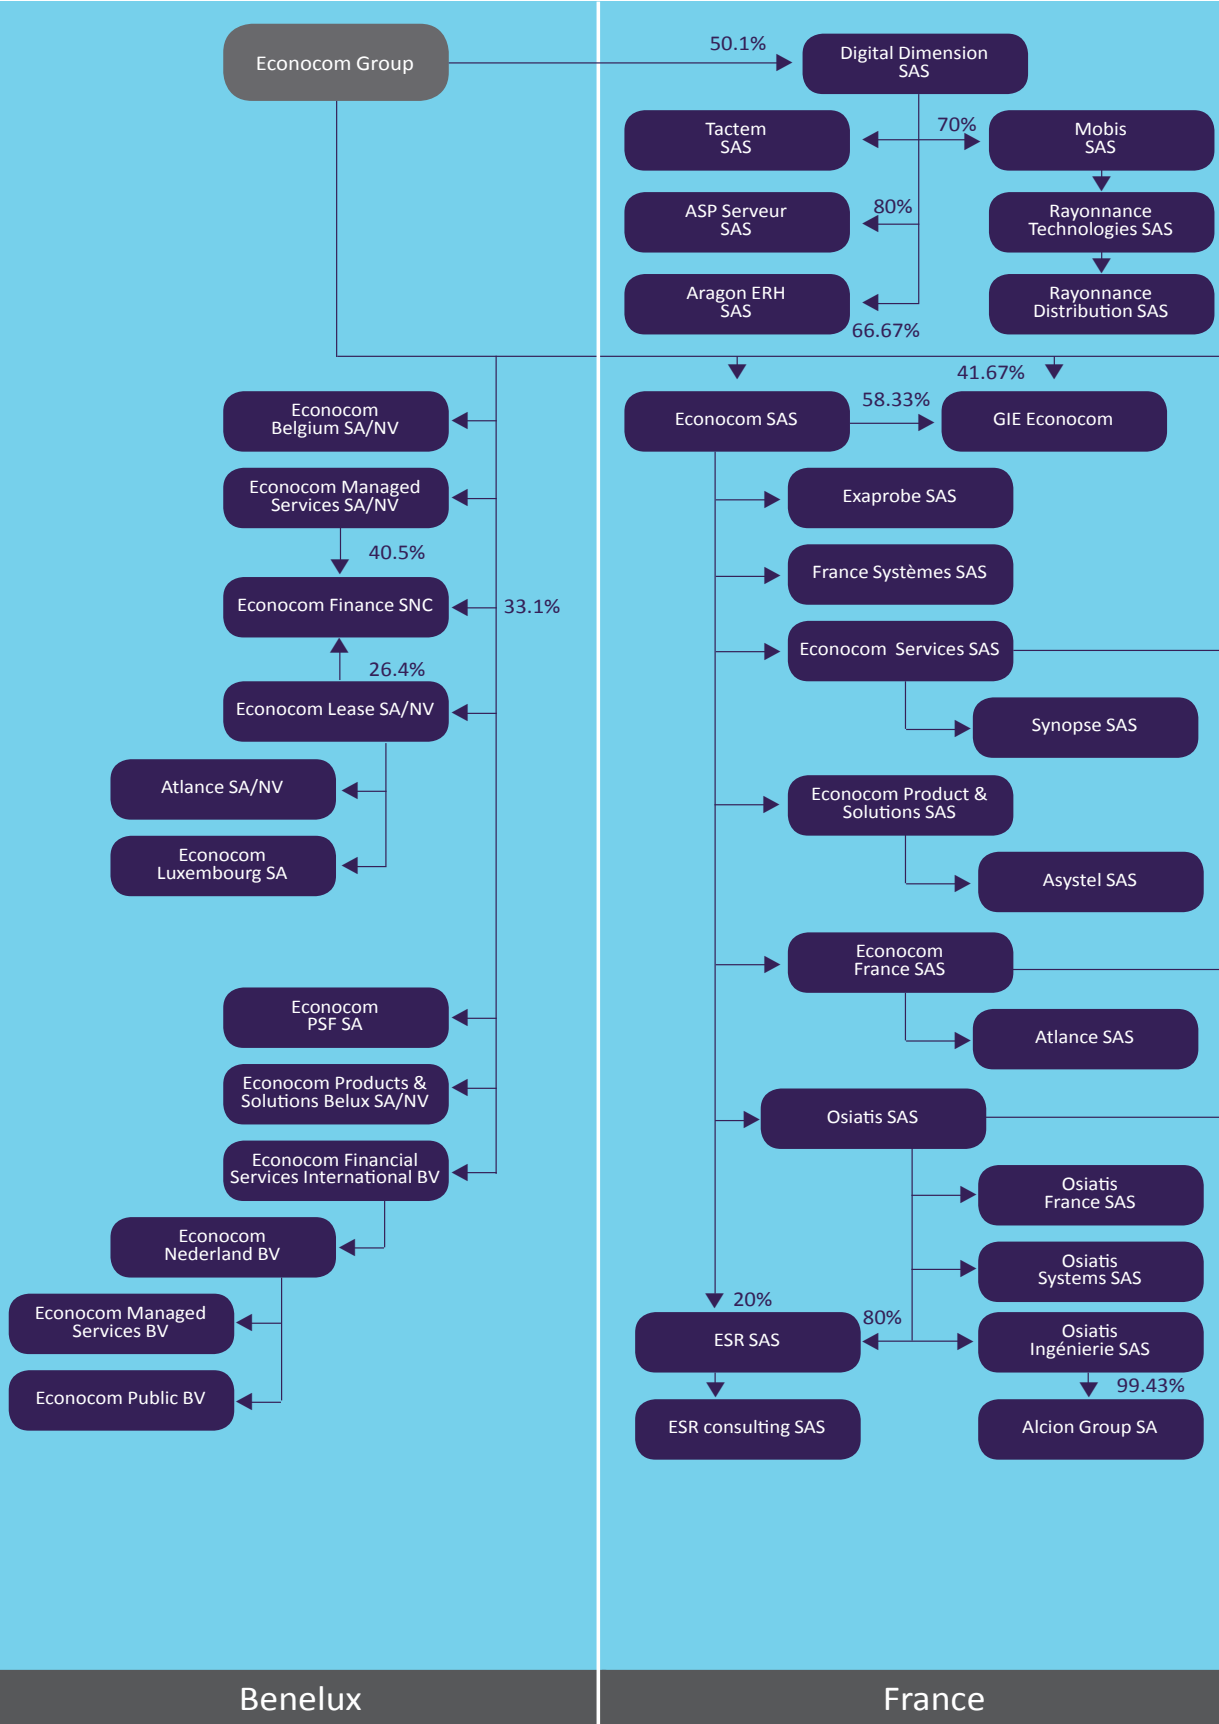 Econocom Group
50.1%
Digital Dimension
SAS
Tactem
SAS
70%
Mobis
SAS
ASP Serveur
SAS
80%
Rayonnance
Technologies SAS
Aragon ERH
SAS
66.67%
Rayonnance
Distribution SAS
Econocom
Belgium SA/NV
Econocom Managed
Services SA/NV
40.5%
Econocom Finance SNC
33.1%
26.4%
Econocom Lease SA/NV
Atlance SA/NV
Econocom
Luxembourg SA
Econocom
PSF SA
Econocom Products &
Solutions Belux SA/NV
Econocom Financial
Services International BV
Econocom
Nederland BV
Econocom Managed
Services BV
Econocom Public BV
41.67%
Econocom SAS
58.33%
GIE Econocom
Exaprobe SAS
France Systèmes SAS
Econocom  Services SAS
Synopse SAS
Econocom Product &
Solutions SAS
Asystel SAS
Econocom
France SAS
Atlance SAS
Osiatis SAS
Osiatis
France SAS
Osiatis
Systems SAS
20%
ESR SAS
80%
Osiatis
Ingénierie SAS
99.43%
ESR consulting SAS
Alcion Group SA
Benelux
France